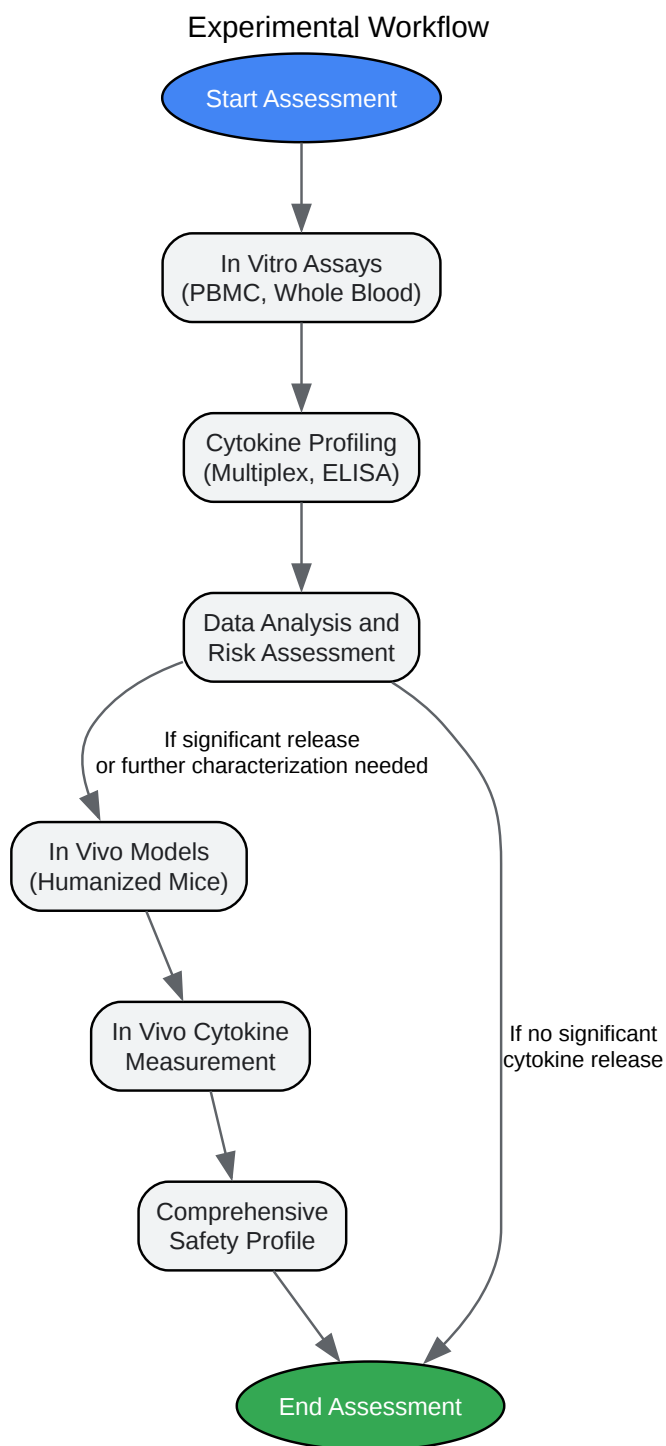 Experimental Workflow
Start Assessment
In Vitro Assays
(PBMC, Whole Blood)
Cytokine Profiling
(Multiplex, ELISA)
Data Analysis and
Risk Assessment
If significant release
or further characterization needed
In Vivo Models
(Humanized Mice)
In Vivo Cytokine
Measurement
If no significant
cytokine release
Comprehensive
Safety Profile
End Assessment